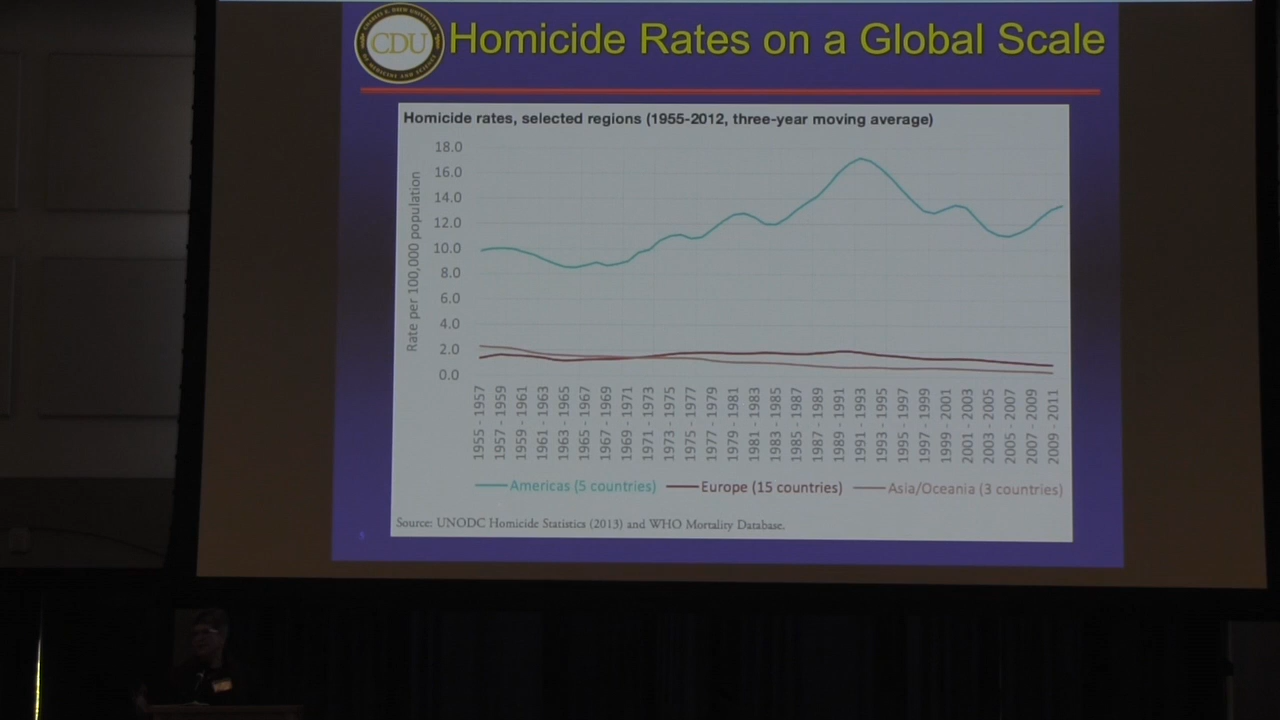 CDU
Homicide Rates on a Global Scale
Homicide rates, selected regions (1955-2012, three-year moving average)
Rate per 100,000 population
18.0
16.0
14.0
12.0
10.0
8.0
6.0
4.0
2.0
0.0
1955 - 1957
1957 - 1959
1959 - 1961
1961 - 1963
1963 - 1965
1965 - 1967
1967 - 1969
1969 - 1971
1971 - 1973
1973 - 1975
1975 - 1977
1977 - 1979
1979 - 1981
1981 - 1983
1983 - 1985
1985 - 1987
1987 - 1989
1989 - 1991
1991 - 1993
1993 - 1995
1995 - 1997
1997 - 1999
1999 - 2001
2001 - 2003
2003 - 2005
2005 - 2007
2007 - 2009
2009 - 2011
Americas (5 countries) Europe (15 countries) Asia/Oceania (3 countries)
Source: UNODC Homicide Statistics (2013) and WHO Mortality Database.